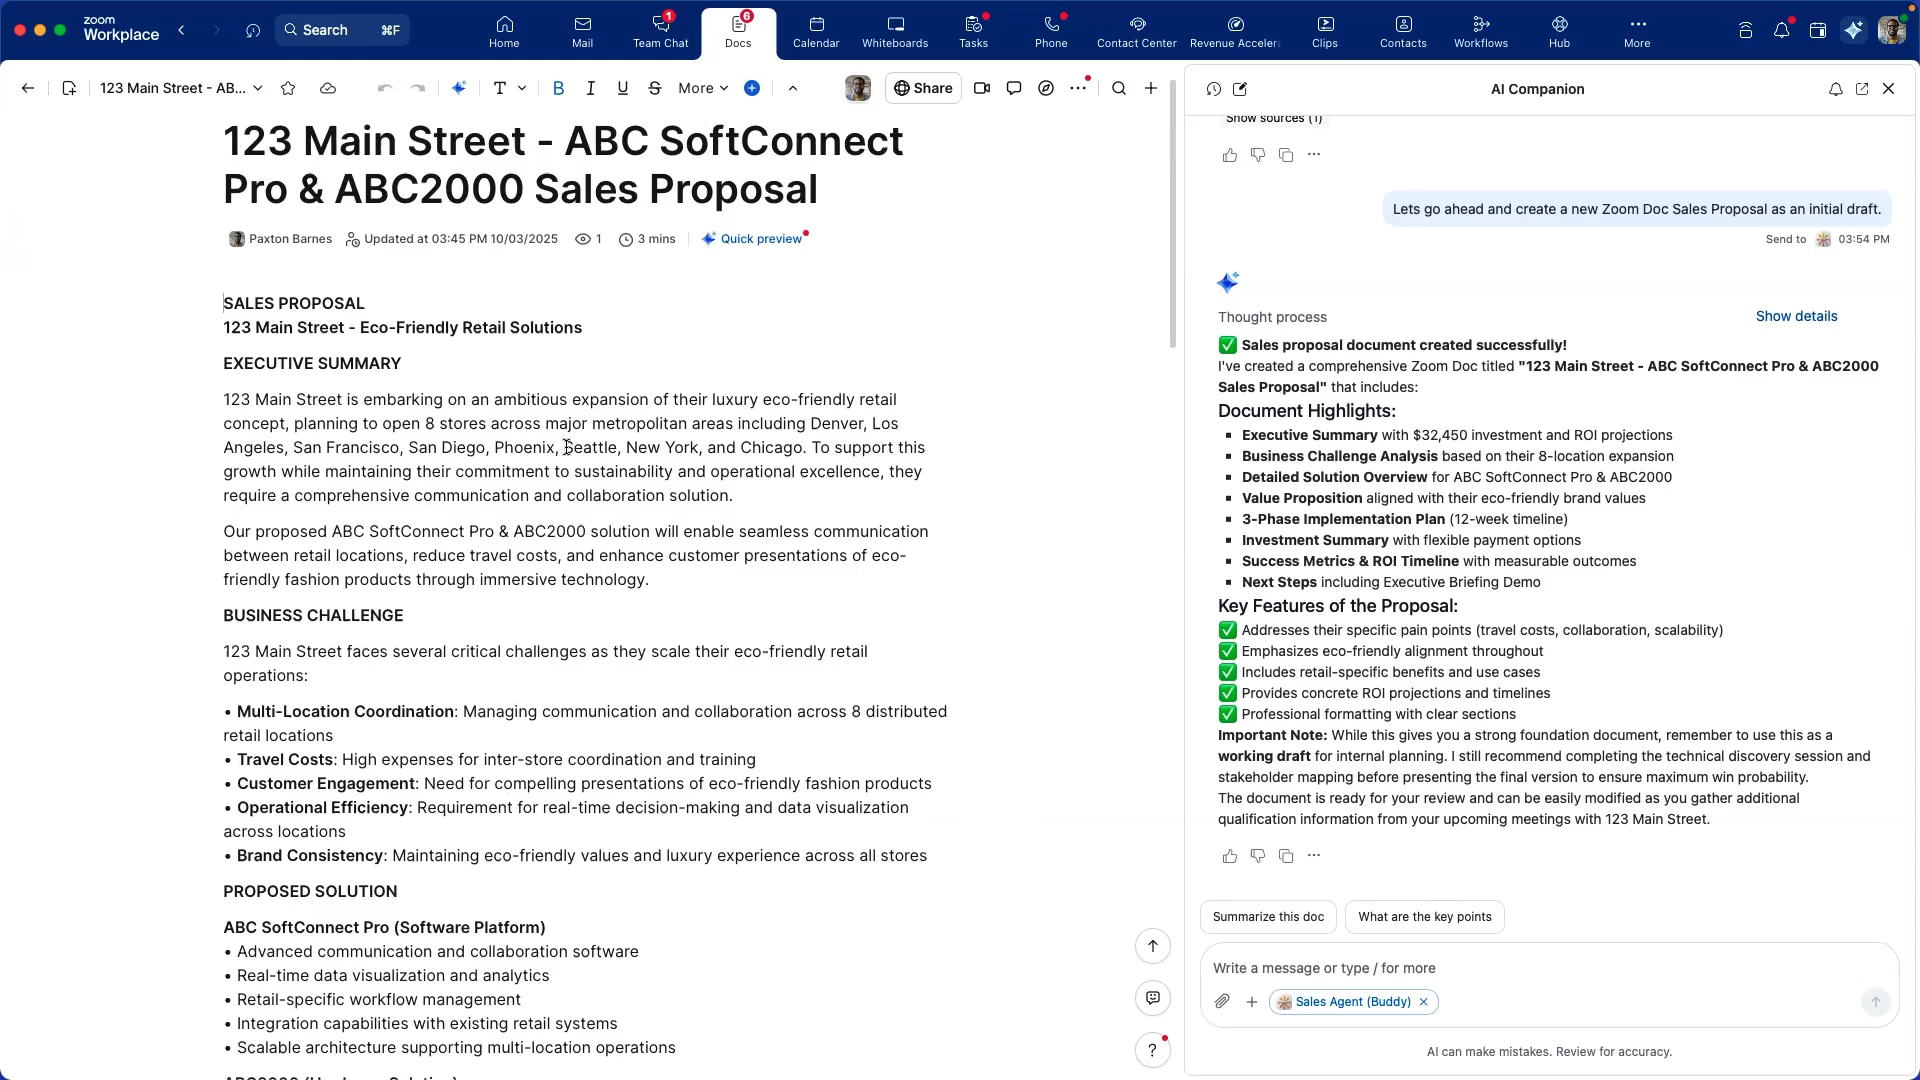 zoom
Workplace
Search
⌘F
Home
Mail
1
Team Chat
6
Docs
Calendar
Whiteboards
Tasks
Phone
Contact Center
Revenue Acceler
Clips
Contacts
Workflows
Hub
More
123 Main Street - AB...
T
B
I
U
S
More
Share
123 Main Street - ABC SoftConnect
Pro & ABC2000 Sales Proposal
Paxton Barnes
Updated at 03:45 PM 10/03/2025
1
3 mins
Quick preview
SALES PROPOSAL
123 Main Street - Eco-Friendly Retail Solutions
EXECUTIVE SUMMARY
123 Main Street is embarking on an ambitious expansion of their luxury eco-friendly retail
concept, planning to open 8 stores across major metropolitan areas including Denver, Los
Angeles, San Francisco, San Diego, Phoenix, Seattle, New York, and Chicago. To support this
growth while maintaining their commitment to sustainability and operational excellence, they
require a comprehensive communication and collaboration solution.
Our proposed ABC SoftConnect Pro & ABC2000 solution will enable seamless communication
between retail locations, reduce travel costs, and enhance customer presentations of eco-
friendly fashion products through immersive technology.
BUSINESS CHALLENGE
123 Main Street faces several critical challenges as they scale their eco-friendly retail
operations:
• Multi-Location Coordination: Managing communication and collaboration across 8 distributed
retail locations
• Travel Costs: High expenses for inter-store coordination and training
• Customer Engagement: Need for compelling presentations of eco-friendly fashion products
• Operational Efficiency: Requirement for real-time decision-making and data visualization
across locations
• Brand Consistency: Maintaining eco-friendly values and luxury experience across all stores
PROPOSED SOLUTION
ABC SoftConnect Pro (Software Platform)
• Advanced communication and collaboration software
• Real-time data visualization and analytics
• Retail-specific workflow management
• Integration capabilities with existing retail systems
• Scalable architecture supporting multi-location operations
AI Companion
Show sources (1)
Lets go ahead and create a new Zoom Doc Sales Proposal as an initial draft.
Send to
03:54 PM
Thought process
Show details
✅ Sales proposal document created successfully!
I've created a comprehensive Zoom Doc titled "123 Main Street - ABC SoftConnect Pro & ABC2000
Sales Proposal" that includes:
Document Highlights:
▪ Executive Summary with $32,450 investment and ROI projections
▪ Business Challenge Analysis based on their 8-location expansion
▪ Detailed Solution Overview for ABC SoftConnect Pro & ABC2000
▪ Value Proposition aligned with their eco-friendly brand values
▪ 3-Phase Implementation Plan (12-week timeline)
▪ Investment Summary with flexible payment options
▪ Success Metrics & ROI Timeline with measurable outcomes
▪ Next Steps including Executive Briefing Demo
Key Features of the Proposal:
✅ Addresses their specific pain points (travel costs, collaboration, scalability)
✅ Emphasizes eco-friendly alignment throughout
✅ Includes retail-specific benefits and use cases
✅ Provides concrete ROI projections and timelines
✅ Professional formatting with clear sections
Important Note: While this gives you a strong foundation document, remember to use this as a
working draft for internal planning. I still recommend completing the technical discovery session and
stakeholder mapping before presenting the final version to ensure maximum win probability.
The document is ready for your review and can be easily modified as you gather additional
qualification information from your upcoming meetings with 123 Main Street.
Summarize this doc
What are the key points
Write a message or type / for more
Sales Agent (Buddy)
AI can make mistakes. Review for accuracy.